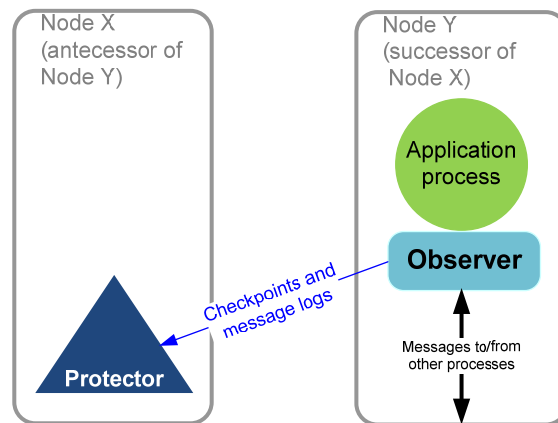 Node X
(antecessor of
Node Y)
Node Y
(successor of
Node X)
Application
process
Observer
Checkpoints and
message logs
Messages to/from
other processes
Protector